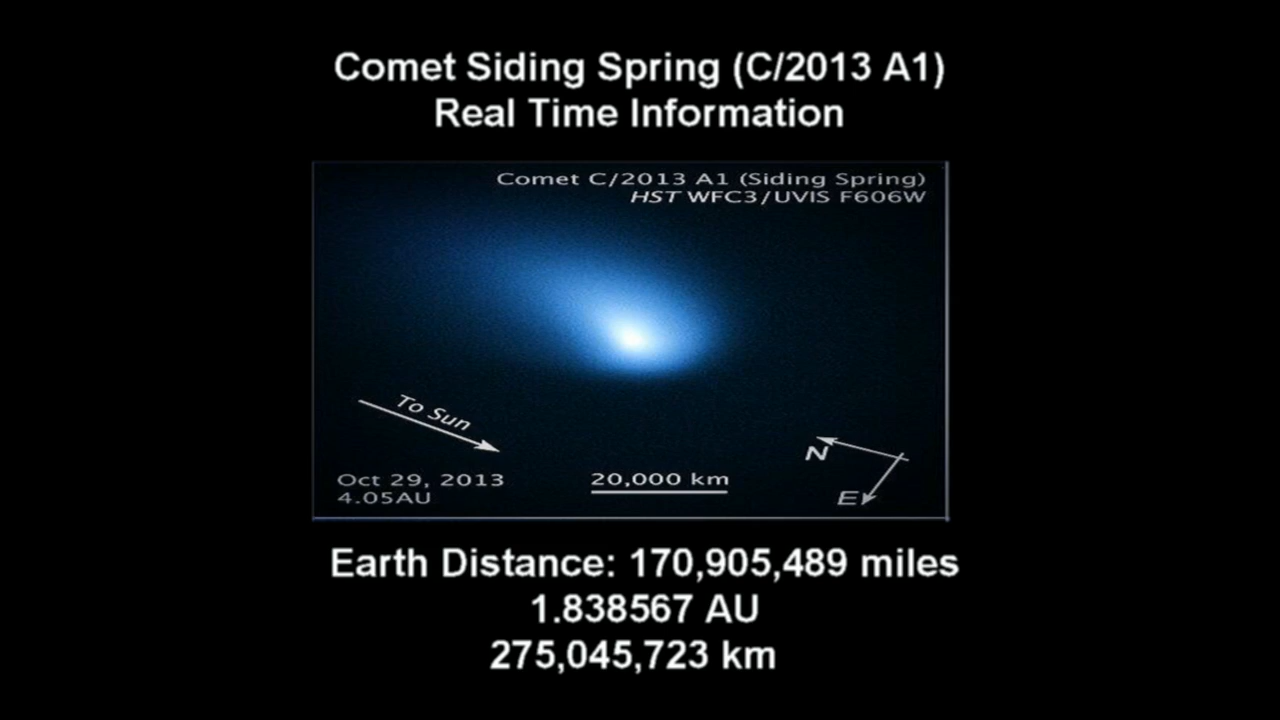 Comet Siding Spring (C/2013 A1)
Real Time Information
Comet C/2013 A1 (Siding Spring)
HST WFC3/UVIS F606W
To Sun
N
Oct 29, 2013
20,000 km
4.05AU
E
Earth Distance: 170,905,489 miles
1.838567 AU
275,045,723 km